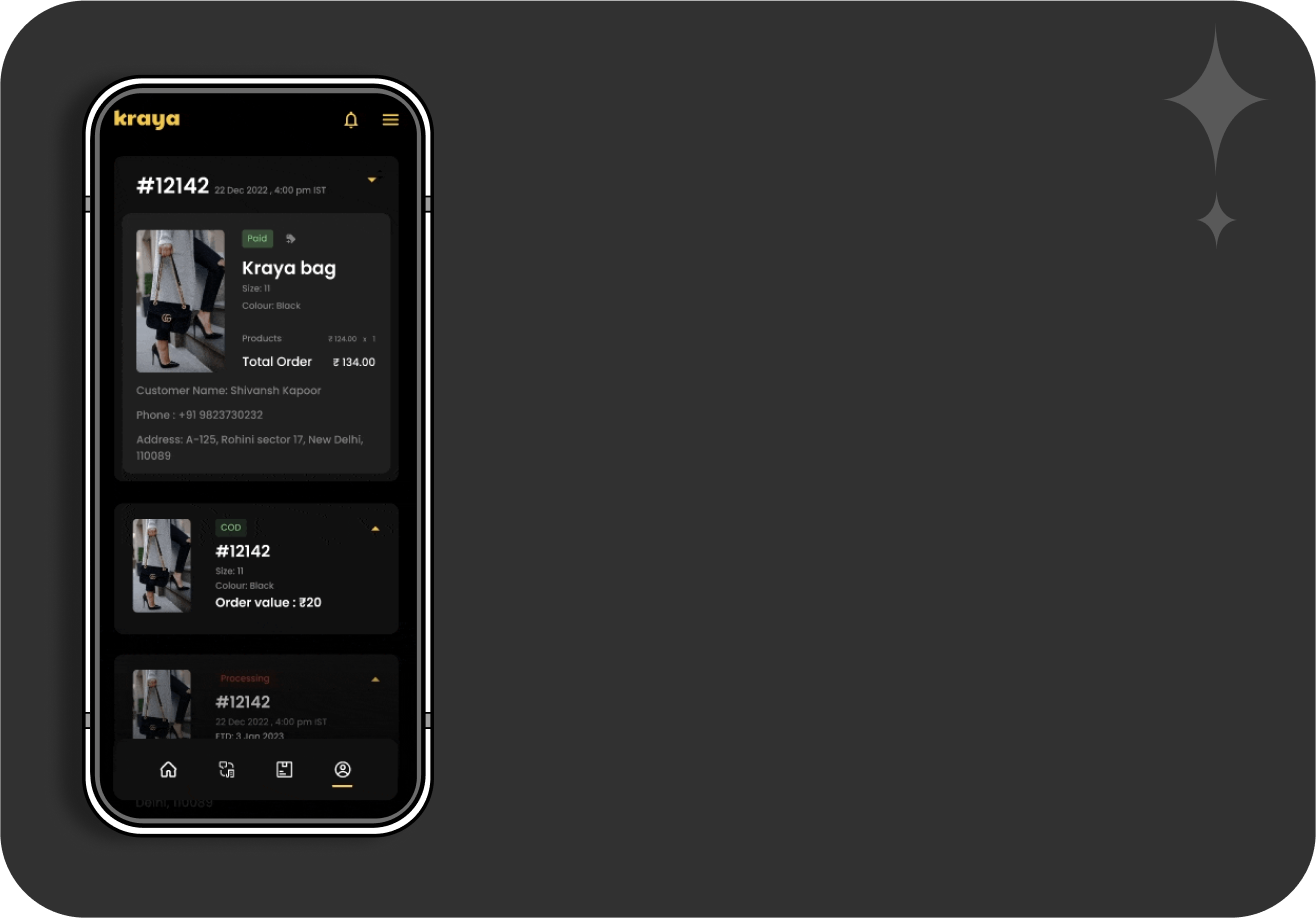 kraya
#12142 22 Dec 2022 , 4:00 pm IST
Paid
Kraya bag
Size: 11
Colour: Black
Products ₹ 124.00 x 1
Total Order ₹ 134.00
Customer Name: Shivansh Kapoor
Phone : +91 9823730232
Address: A-125, Rohini sector 17, New Delhi,
110089
COD
#12142
Size: 11
Colour: Black
Order value : ₹20
Processing
#12142
22 Dec 2022 , 4:00 pm IST
ETD: 3 Jan 2023
Delhi, 110089